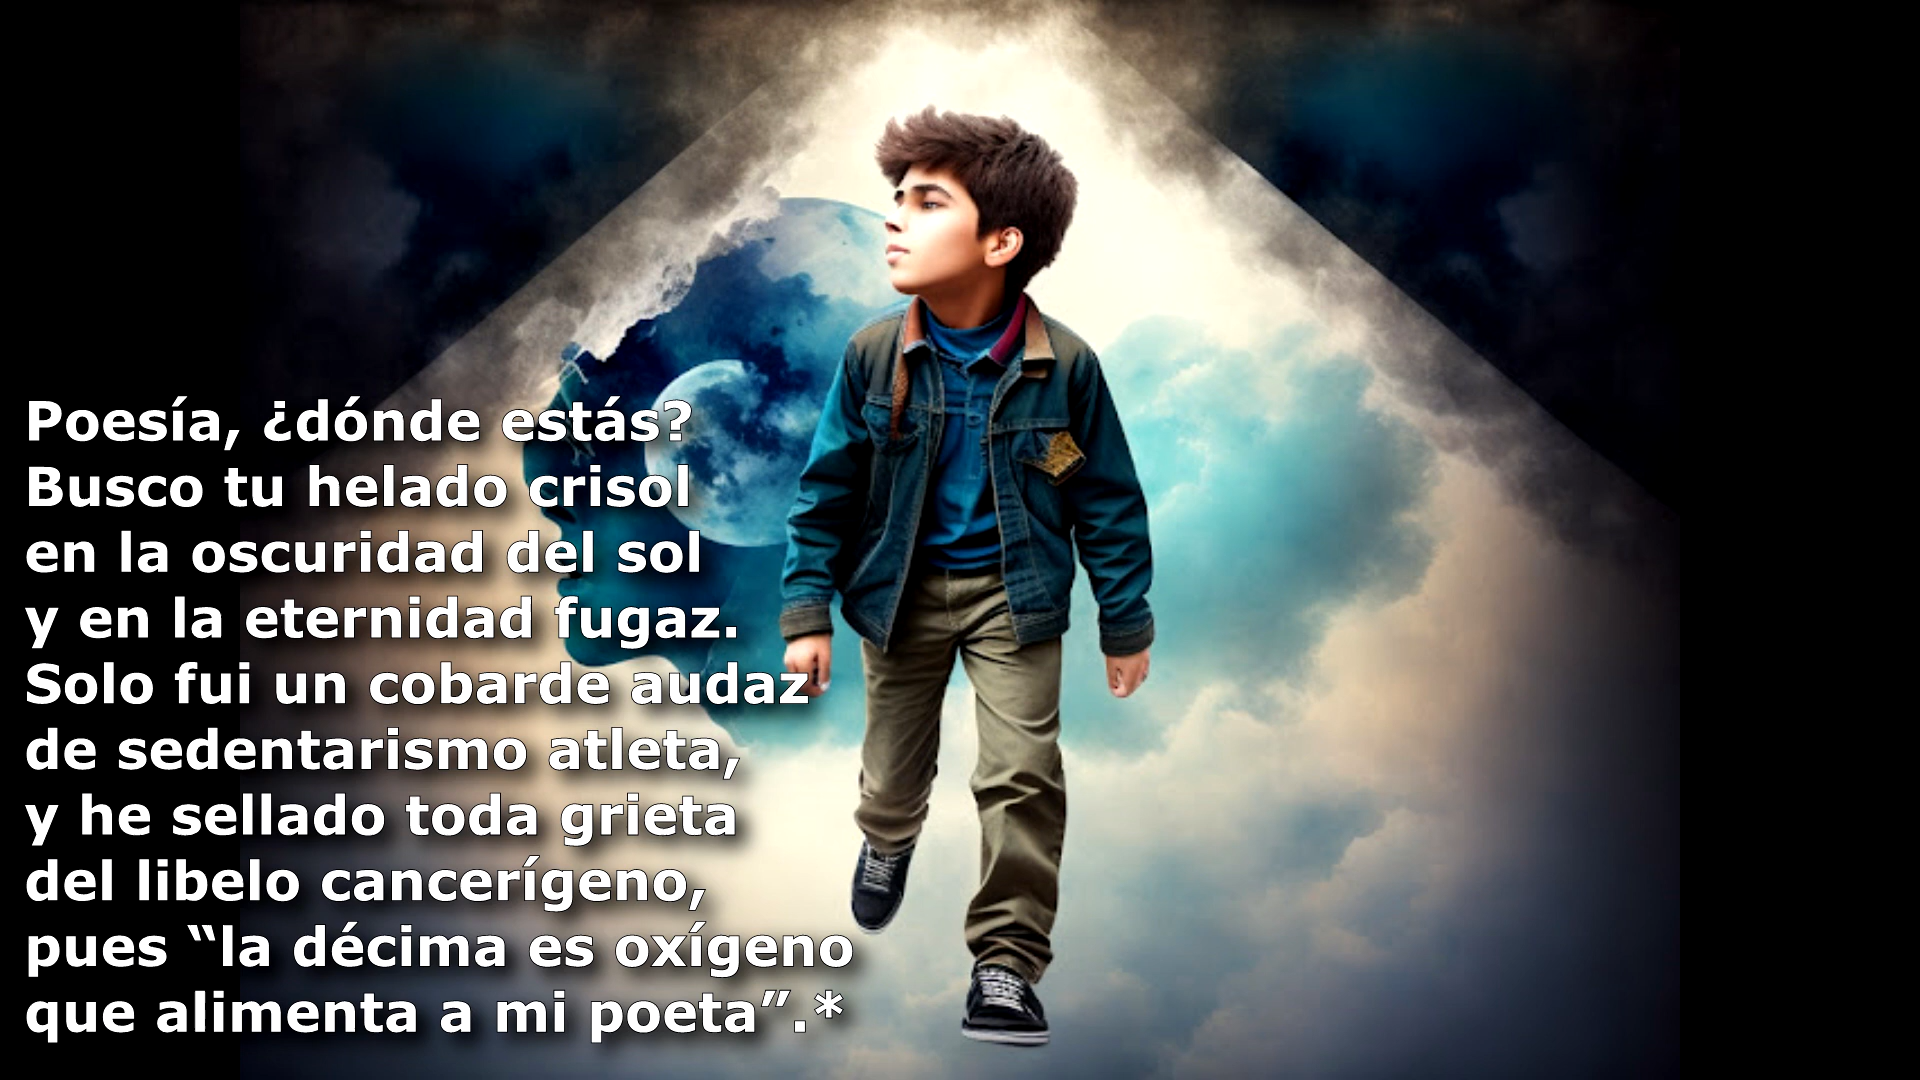 Poesía, ¿dónde estás?
Busco tu helado crisol
en la oscuridad del sol
y en la eternidad fugaz.
Solo fui un cobarde audaz
de sedentarismo atleta,
y he sellado toda grieta
del libelo cancerígeno,
pues “la décima es oxígeno
que alimenta a mi poeta”.*